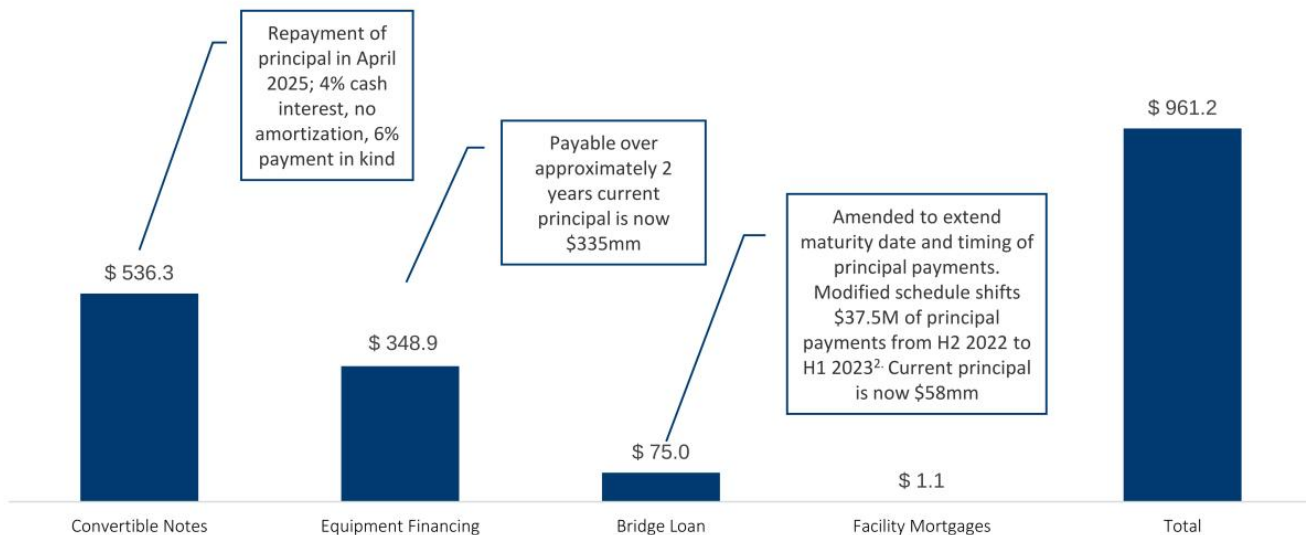 Repayment of
principal in April
2025; 4% cash
interest, no
amortization, 6%
payment in kind
$ 536.3
Payable over
approximately 2
years current
principal is now
$335mm
$ 348.9
Amended to extend
maturity date and timing of
principal payments.
Modified schedule shifts
$37.5M of principal
payments from H2 2022 to
H1 2023². Current principal
is now $58mm
$ 75.0
$ 1.1
$ 961.2
Convertible Notes
Equipment Financing
Bridge Loan
Facility Mortgages
Total